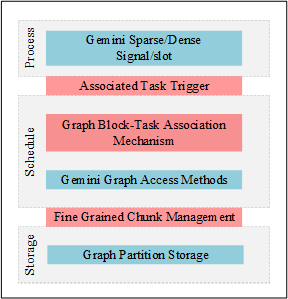 Process
Gemini Sparse/Dense
Signal/slot
Associated Task Trigger
Schedule
Graph Block-Task Association
Mechanism
Gemini Graph Access Methods
Fine Grained Chunk Management
Storage
Graph Partition Storage